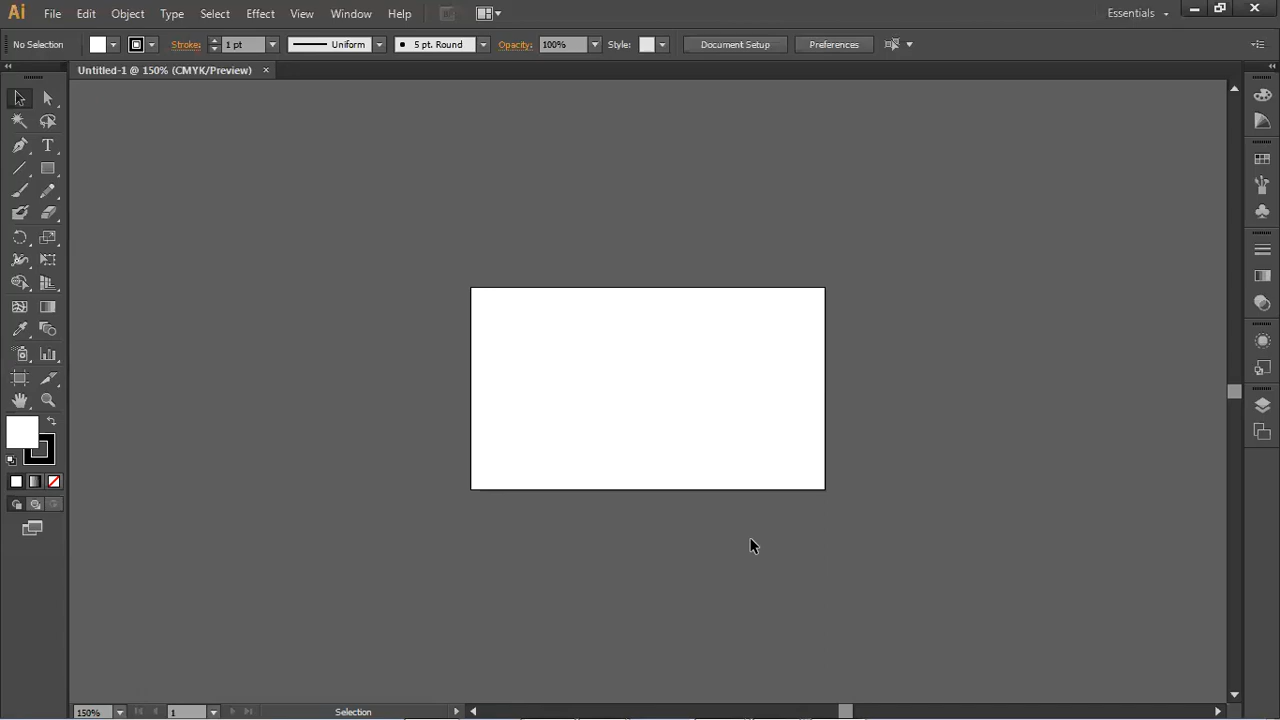 Ai File Edit Object Type Select Effect View Window Help Essentials
No Selection Stroke: 1 pt Uniform 5 pt. Round Opacity: 100% Style: Document Setup Preferences
Untitled-1 @ 150% (CMYK/Preview) ×
T
150% 1 Selection